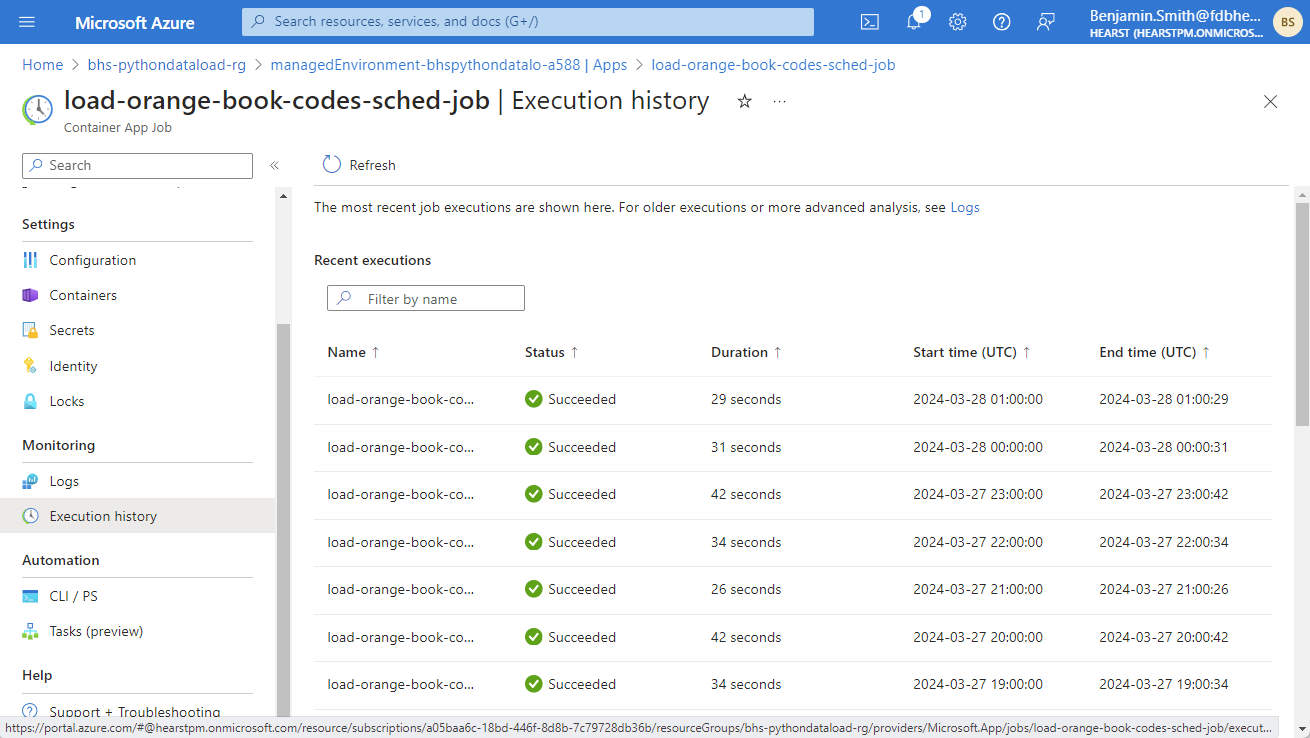 Microsoft Azure
Search resources, services, and docs (G+/)
1
Benjamin.Smith@fdbhe...
HEARST (HEARSTPM.ONMICROS...
BS
Home > bhs-pythondataload-rg > managedEnvironment-bhspythondatalo-a588 | Apps > load-orange-book-codes-sched-job
load-orange-book-codes-sched-job | Execution history
Container App Job
Search
Refresh
The most recent job executions are shown here. For older executions or more advanced analysis, see Logs
Settings
Configuration
Containers
Secrets
Identity
Locks
Monitoring
Logs
Execution history
Automation
CLI / PS
Tasks (preview)
Help
Support + Troubleshooting
Recent executions
Filter by name
Name ↑ Status ↑ Duration ↑ Start time (UTC) ↑ End time (UTC) ↑
load-orange-book-co... Succeeded 29 seconds 2024-03-28 01:00:00 2024-03-28 01:00:29
load-orange-book-co... Succeeded 31 seconds 2024-03-28 00:00:00 2024-03-28 00:00:31
load-orange-book-co... Succeeded 42 seconds 2024-03-27 23:00:00 2024-03-27 23:00:42
load-orange-book-co... Succeeded 34 seconds 2024-03-27 22:00:00 2024-03-27 22:00:34
load-orange-book-co... Succeeded 26 seconds 2024-03-27 21:00:00 2024-03-27 21:00:26
load-orange-book-co... Succeeded 42 seconds 2024-03-27 20:00:00 2024-03-27 20:00:42
load-orange-book-co... Succeeded 34 seconds 2024-03-27 19:00:00 2024-03-27 19:00:34
https://portal.azure.com/#@hearstpm.onmicrosoft.com/resource/subscriptions/a05baa6c-18bd-446f-8d8b-7c79728db36b/resourceGroups/bhs-pythondataload-rg/providers/Microsoft.App/jobs/load-orange-book-codes-sched-job/execut...